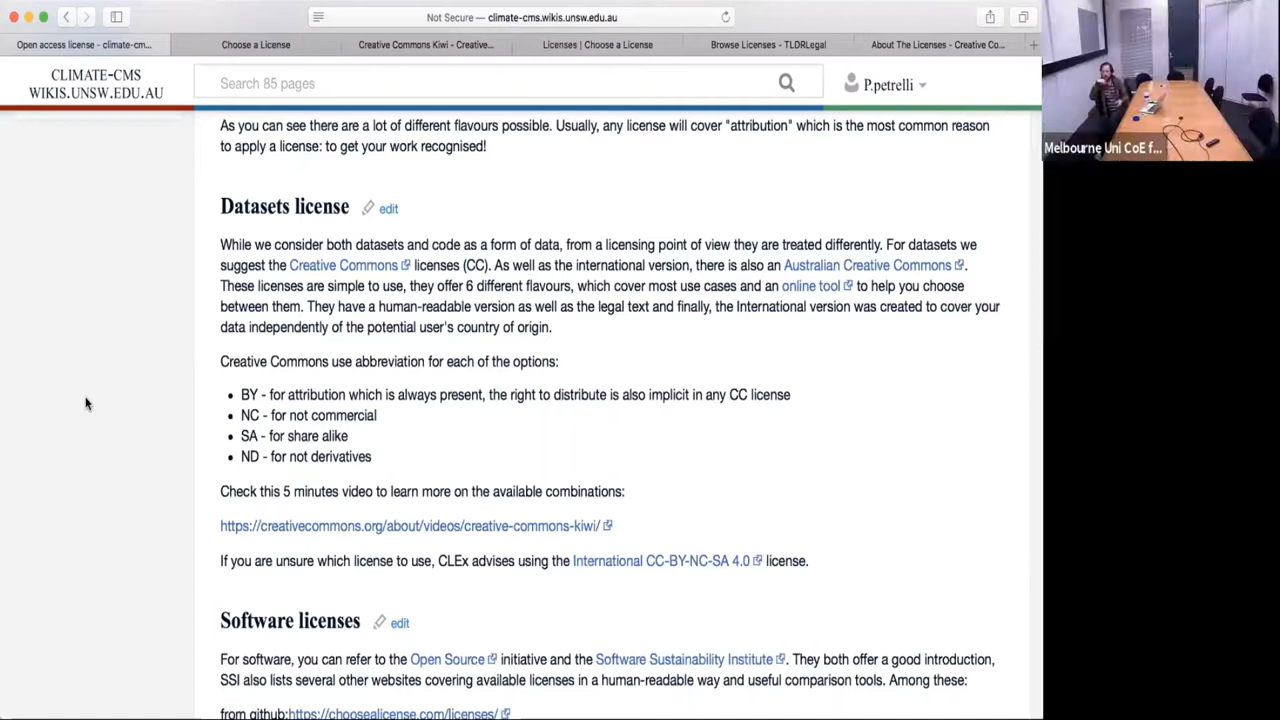 Not Secure — climate-cms.wikis.unsw.edu.au
Open access license - climate-cm...
Choose a License
Creative Commons Kiwi - Creative...
Licenses | Choose a License
Browse Licenses - TLDRLegal
About The Licenses - Creative Co...
CLIMATE-CMS
WIKIS.UNSW.EDU.AU
Search 85 pages
P.petrelli
Melbourne Uni CoE f...
As you can see there are a lot of different flavours possible. Usually, any license will cover "attribution" which is the most common reason
to apply a license: to get your work recognised!
Datasets license edit
While we consider both datasets and code as a form of data, from a licensing point of view they are treated differently. For datasets we
suggest the Creative Commons licenses (CC). As well as the international version, there is also an Australian Creative Commons .
These licenses are simple to use, they offer 6 different flavours, which cover most use cases and an online tool to help you choose
between them. They have a human-readable version as well as the legal text and finally, the International version was created to cover your
data independently of the potential user's country of origin.
Creative Commons use abbreviation for each of the options:
• BY - for attribution which is always present, the right to distribute is also implicit in any CC license
• NC - for not commercial
• SA - for share alike
• ND - for not derivatives
Check this 5 minutes video to learn more on the available combinations:
https://creativecommons.org/about/videos/creative-commons-kiwi/
If you are unsure which license to use, CLEx advises using the International CC-BY-NC-SA 4.0 license.
Software licenses edit
For software, you can refer to the Open Source initiative and the Software Sustainability Institute . They both offer a good introduction,
SSI also lists several other websites covering available licenses in a human-readable way and useful comparison tools. Among these:
from github:https://choosealicense.com/licenses/